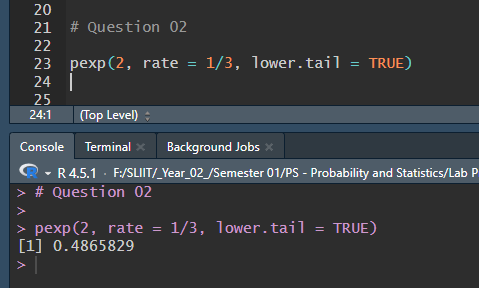 20
21 # Question 02
22
23 pexp(2, rate = 1/3, lower.tail = TRUE)
24
25
24:1 (Top Level)
Console Terminal Background Jobs
R 4.5.1 · F:/SLIIT/_Year_02_/Semester 01/PS - Probability and Statistics/Lab P
> # Question 02
>
> pexp(2, rate = 1/3, lower.tail = TRUE)
[1] 0.4865829
>